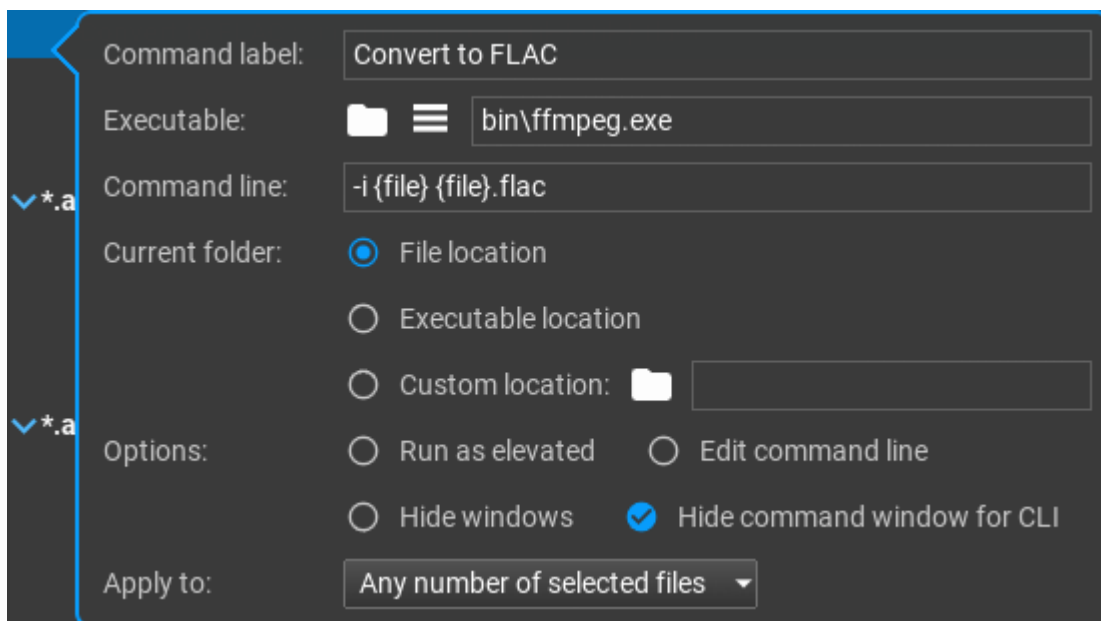 Command label: Convert to FLAC
Executable: bin\ffmpeg.exe
*.a
Command line: -i {file} {file}.flac
Current folder: File location
Executable location
Custom location:
*.a
Options: Run as elevated Edit command line
Hide windows Hide command window for CLI
Apply to: Any number of selected files